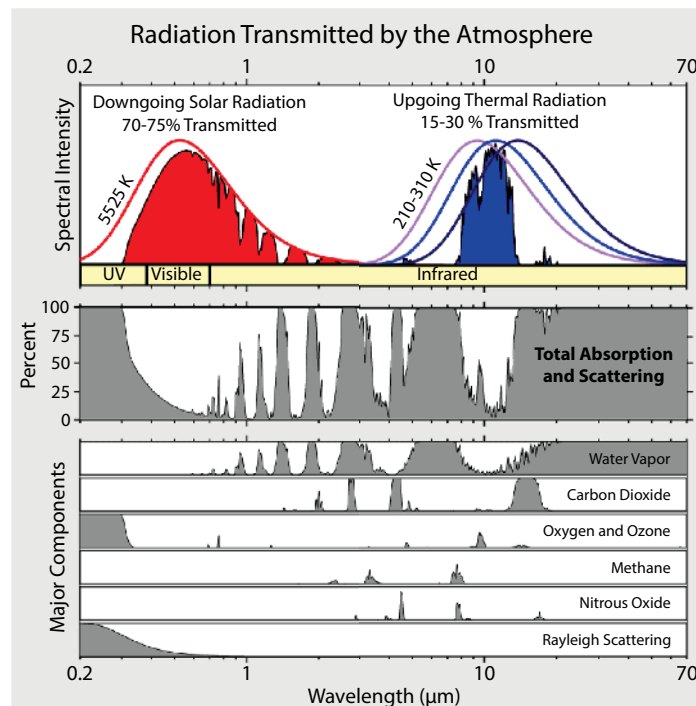 Radiation Transmitted by the Atmosphere
0.2 1 10 70
Downgoing Solar Radiation
70-75% Transmitted
Upgoing Thermal Radiation
15-30 % Transmitted
Spectral Intensity
5525 K
210-310 K
UV Visible Infrared
Percent
100
75
50
25
0
Total Absorption
and Scattering
Major Components
Water Vapor
Carbon Dioxide
Oxygen and Ozone
Methane
Nitrous Oxide
Rayleigh Scattering
0.2 1 10 70
Wavelength (μm)